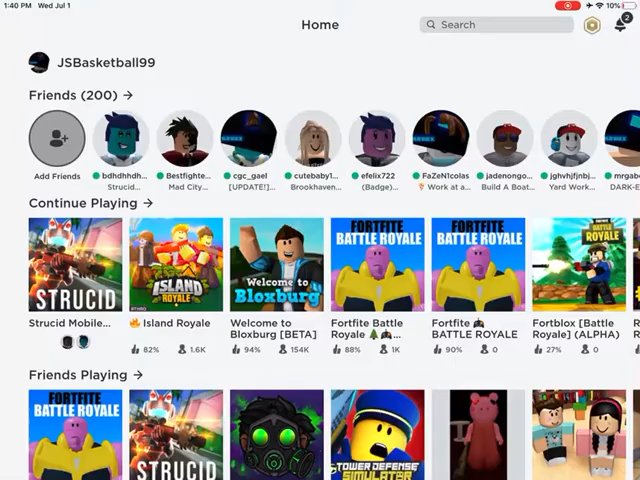 1:40 PM Wed Jul 1
10%
Home
Search
2
JSBasketball99
Friends (200) →
Add Friends
bdhdhdh...
Strucid...
Bestfighte...
Mad City...
cgc_gael
[UPDATE!]...
cutebaby1...
Brookhaven...
efelix722
(Badge)...
FaZeN1colas
Work at a...
jadenongo...
Build A Boat...
jghvhjfjnbj...
Yard Work...
mrgab
DARK-E
Continue Playing →
STRUCID
ISLAND
ROYALE
Welcome to
Bloxburg
FORTFITE
BATTLE ROYALE
FORTFITE
BATTLE ROYALE
BATTLE
ROYALE
Strucid Mobile...
Island Royale
82% 1.6K
Welcome to
Bloxburg [BETA]
94% 154K
Fortfite Battle
Royale
88% 1K
Fortfite
BATTLE ROYALE
90% 0
Fortblox [Battle
Royale] (ALPHA)
27% 0
Friends Playing →
FORTFITE
BATTLE ROYALE
STRUCID
TOWER DEFENSE
SIMULATOR